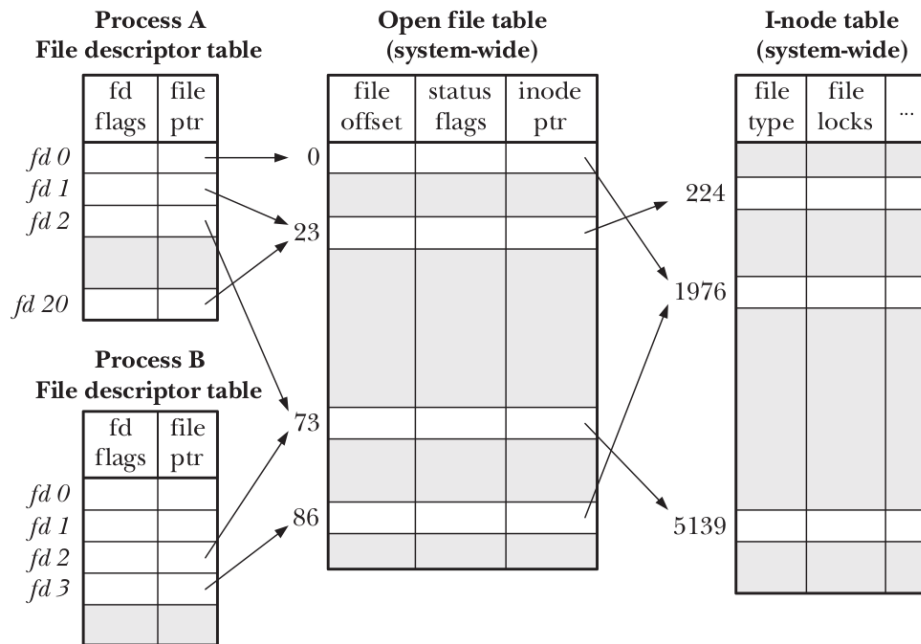 Process A
File descriptor table
fd
flags
file
ptr
fd 0
fd 1
fd 2
fd 20
Process B
File descriptor table
fd
flags
file
ptr
fd 0
fd 1
fd 2
fd 3
Open file table
(system-wide)
file
offset
status
flags
inode
ptr
0
23
73
86
I-node table
(system-wide)
file
type
file
locks
...
224
1976
5139